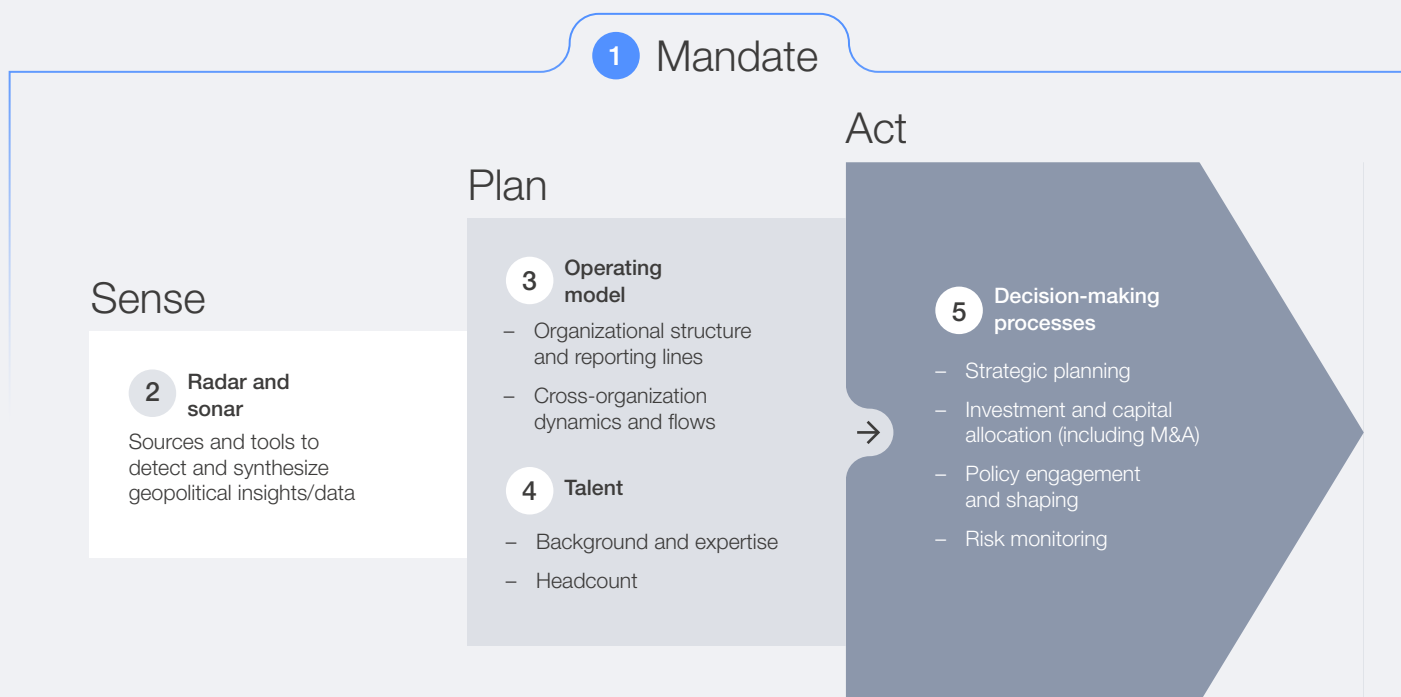 1 Mandate
Sense
2 Radar and
sonar
Sources and tools to
detect and synthesize
geopolitical insights/data
Plan
3 Operating
model
– Organizational structure
and reporting lines
– Cross-organization
dynamics and flows
4 Talent
– Background and expertise
– Headcount
Act
5 Decision-making
processes
– Strategic planning
– Investment and capital
allocation (including M&A)
– Policy engagement
and shaping
– Risk monitoring